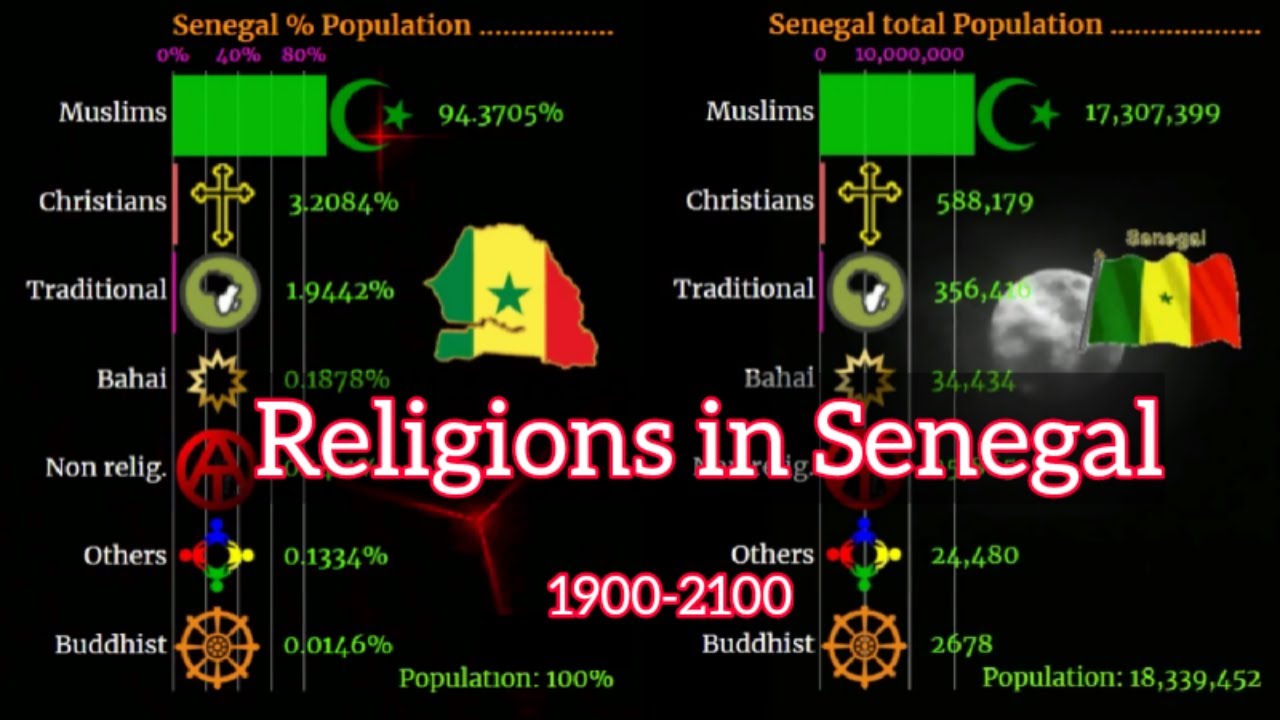 Senegal % Population .................
0% 40% 80%
Muslims 94.3705%
Christians 3.2084%
Traditional 1.9442%
Bahai 0.1878%
Non relig.
Others 0.1334%
Buddhist 0.0146%
Population: 100%
Senegal total Population ...................
0 10,000,000
Muslims 17,307,399
Christians 588,179
Traditional
Senegal
Bahai 34,434
Others 24,480
Buddhist 2678
Population: 18,339,452
Religions in Senegal
1900-2100